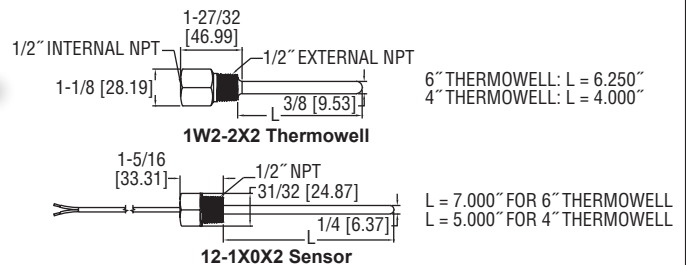 1-27/32
[46.99]
1/2˝ INTERNAL NPT
1/2˝ EXTERNAL NPT
1-1/8 [28.19]
3/8 [9.53]
L
6˝ THERMOWELL: L = 6.250˝
4˝ THERMOWELL: L = 4.000˝
1W2-2X2 Thermowell
1-5/16
[33.31]
1/2˝ NPT
31/32 [24.87]
1/4 [6.37]
L
L = 7.000˝ FOR 6˝ THERMOWELL
L = 5.000˝ FOR 4˝ THERMOWELL
12-1X0X2 Sensor